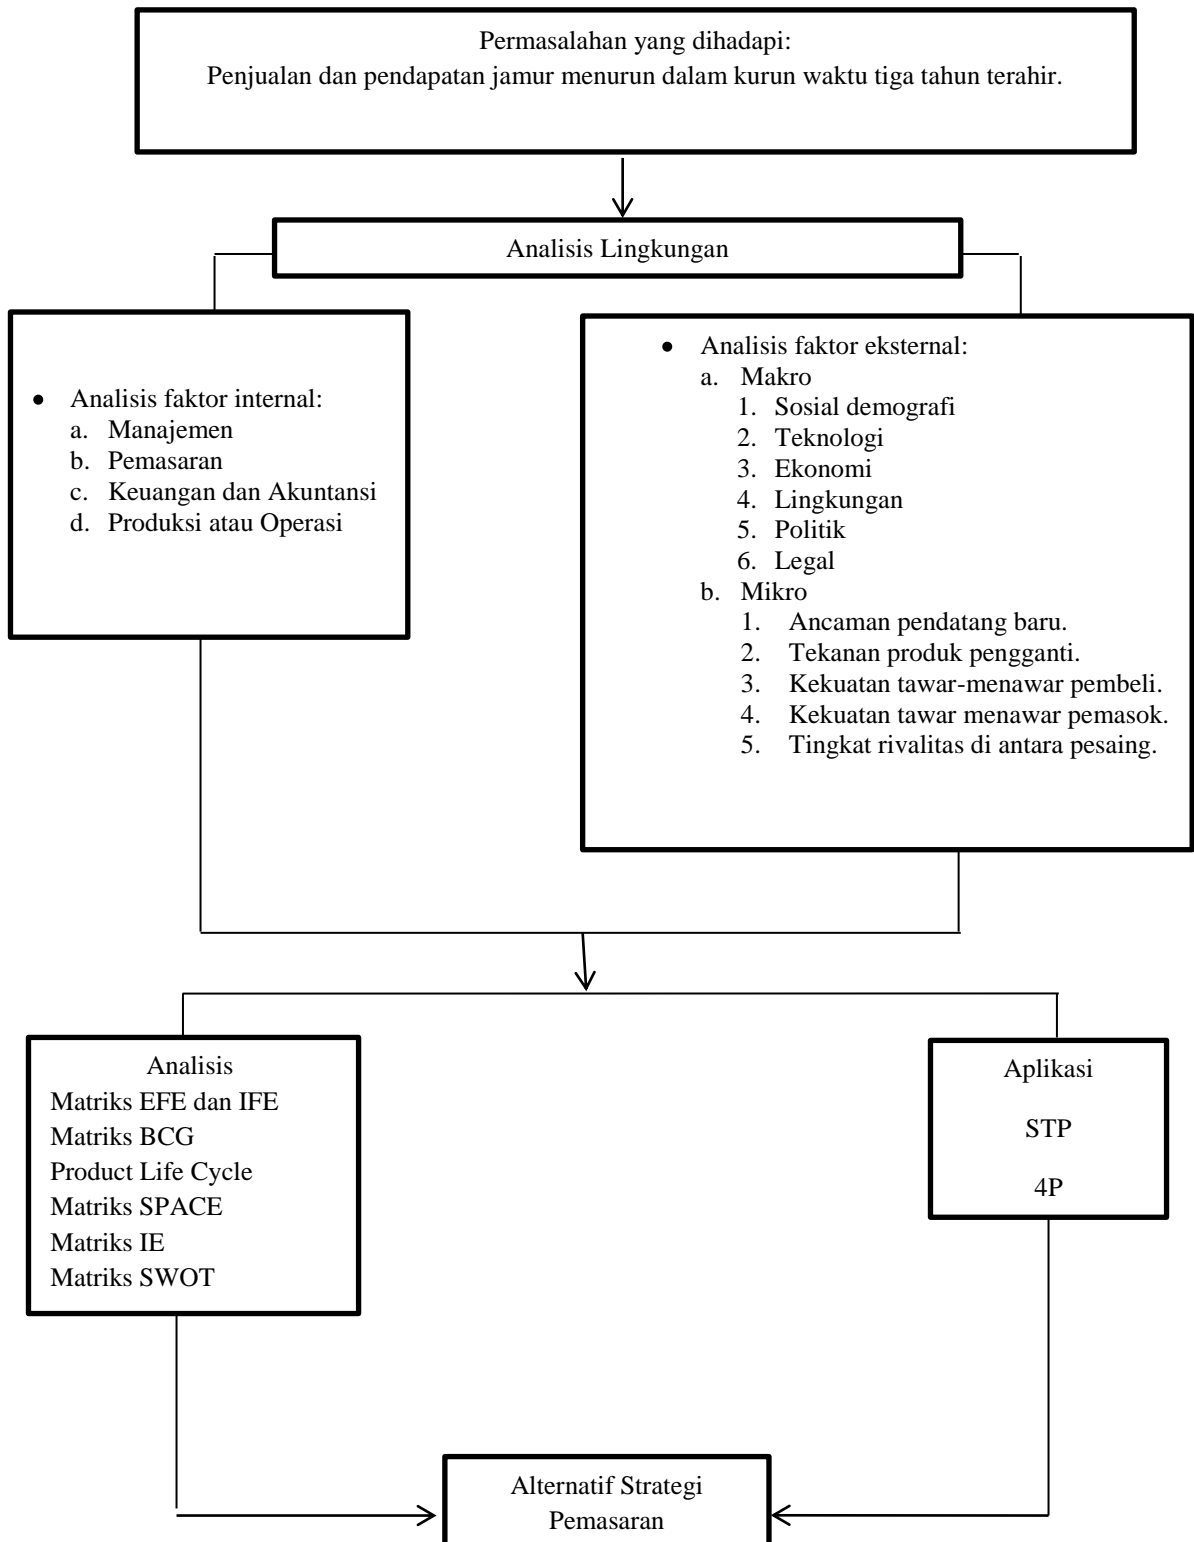 Permasalahan yang dihadapi:
Penjualan dan pendapatan jamur menurun dalam kurun waktu tiga tahun terahir.
Analisis Lingkungan
• Analisis faktor internal:
a. Manajemen
b. Pemasaran
c. Keuangan dan Akuntansi
d. Produksi atau Operasi
• Analisis faktor eksternal:
a. Makro
1. Sosial demografi
2. Teknologi
3. Ekonomi
4. Lingkungan
5. Politik
6. Legal
b. Mikro
1. Ancaman pendatang baru.
2. Tekanan produk pengganti.
3. Kekuatan tawar-menawar pembeli.
4. Kekuatan tawar menawar pemasok.
5. Tingkat rivalitas di antara pesaing.
Analisis
Matriks EFE dan IFE
Matriks BCG
Product Life Cycle
Matriks SPACE
Matriks IE
Matriks SWOT
Aplikasi
STP
4P
Alternatif Strategi
Pemasaran